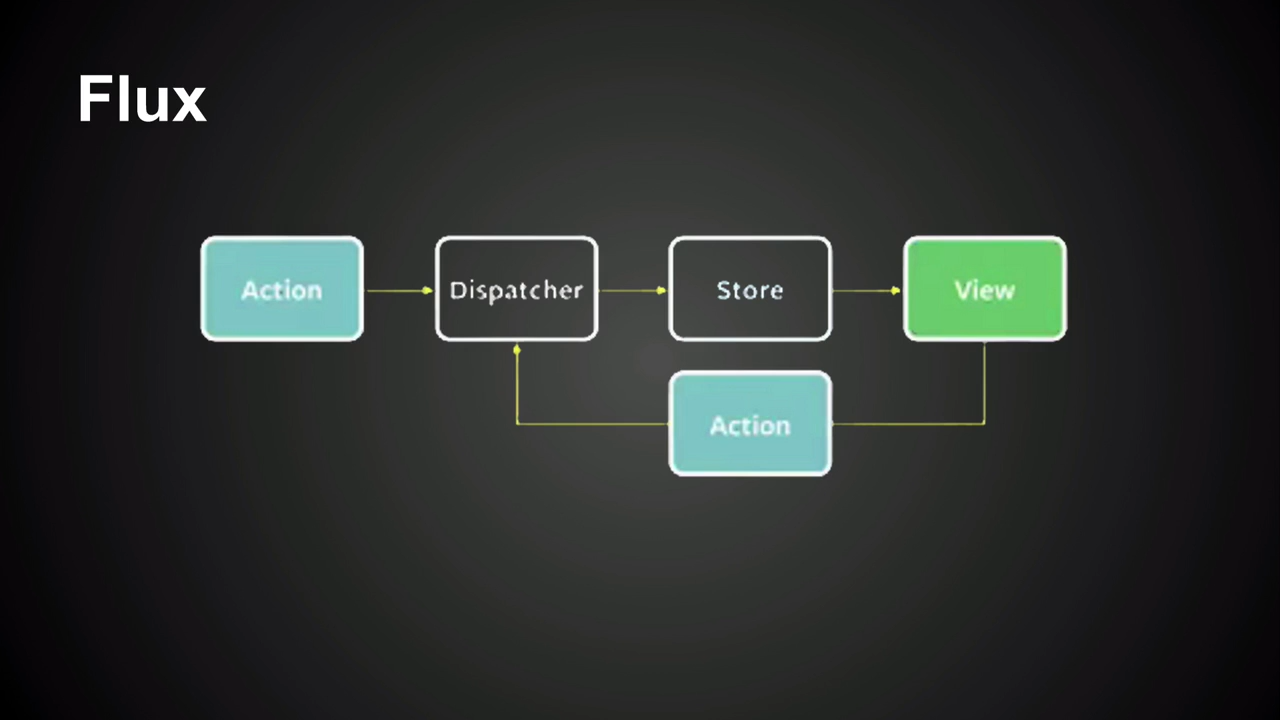 Flux
Action
Dispatcher
Store
View
Action